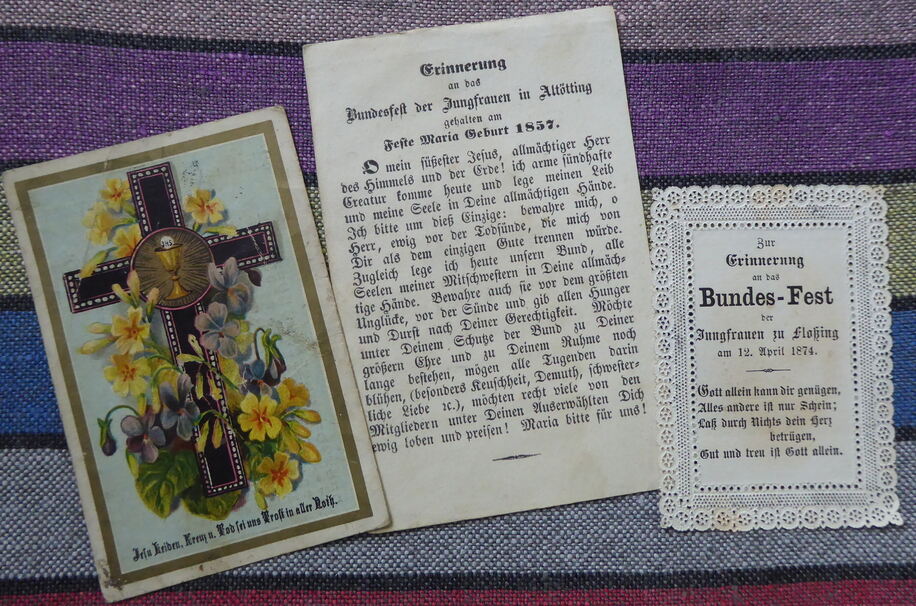 IHS
Jesu Leiden, Kreuz u. Tod sei uns Trost in aller Noth.
Erinnerung
an das
Bundesfest der Jungfrauen in Altötting
gehalten am
Feste Maria Geburt 1857.
O mein süßester Jesus, allmächtiger Herr
des Himmels und der Erde! ich arme sündhafte
Creatur komme heute und lege meinen Leib
und meine Seele in Deine allmächtigen Hände.
Ich bitte um dieß Einzige: bewahre mich, o
Herr, ewig vor der Todsünde, die mich von
Dir als dem einzigen Gute trennen würde.
Zugleich lege ich heute unsern Bund, alle
Seelen meiner Mitschwestern in Deine allmäch-
tige Hände. Bewahre auch sie vor dem größten
Unglücke, vor der Sünde und gib allen Hunger
und Durst nach Deiner Gerechtigkeit. Möchte
unter Deinem Schutze der Bund zu Deiner
größern Ehre und zu Deinem Ruhme noch
lange bestehen, mögen alle Tugenden darin
blühen, (besonders Keuschheit, Demuth, schwester-
liche Liebe ꝛc.), möchten recht viele von den
Mitgliedern unter Deinen Auserwählten Dich
ewig loben und preisen! Maria bitte für uns!
Zur
Erinnerung
an das
Bundes-Fest
der
Jungfrauen zu Floßing
am 12. April 1874.
Gott allein kann dir genügen,
Alles andere ist nur Schein;
Laß durch Nichts dein Herz
betrügen,
Gut und treu ist Gott allein.